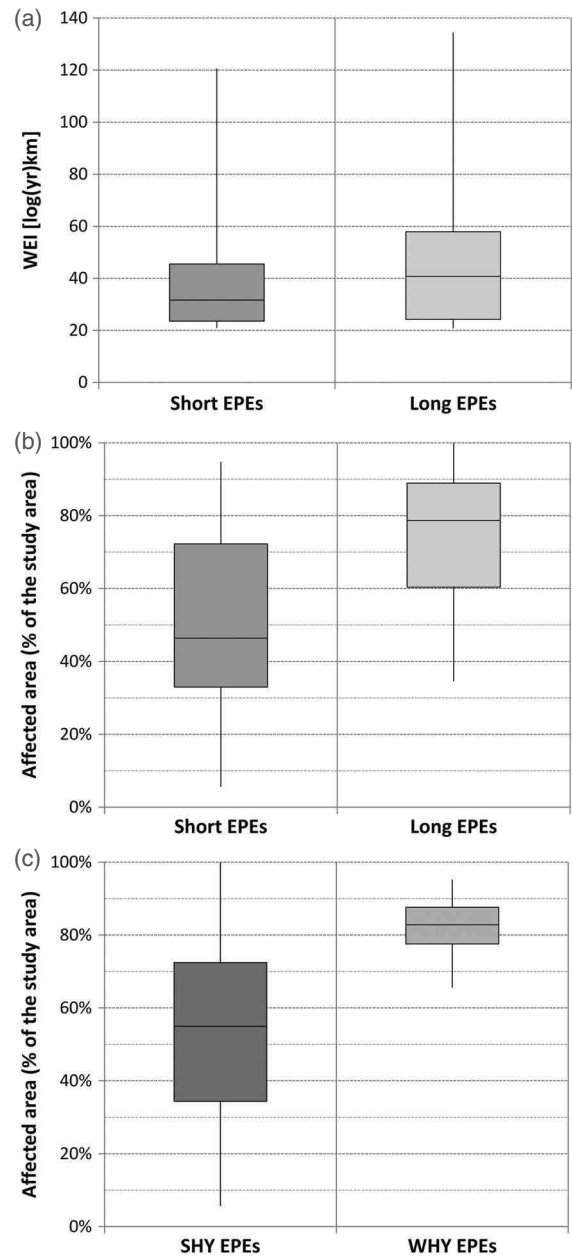 (a)
140
120
100
80
60
40
20
0
WEI [log(yr)km]
Short EPEs
Long EPEs
(b)
100%
80%
60%
40%
20%
0%
Affected area (% of the study area)
Short EPEs
Long EPEs
(c)
100%
80%
60%
40%
20%
0%
Affected area (% of the study area)
SHY EPEs
WHY EPEs